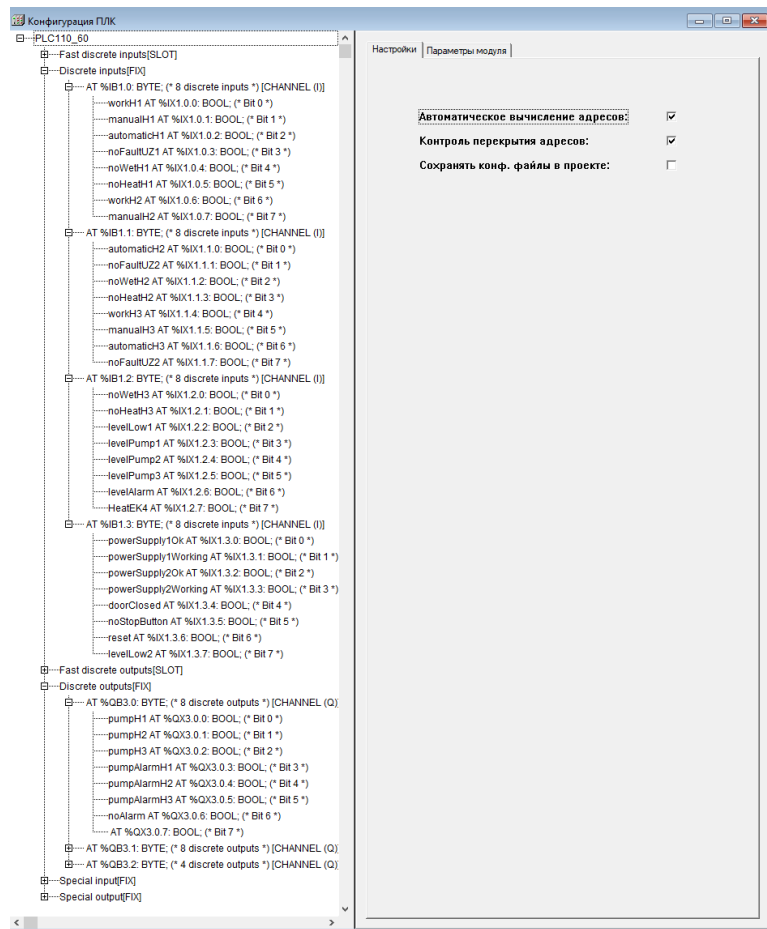 Конфигурация ПЛК
PLC110_60
Fast discrete inputs[SLOT]
Discrete inputs[FIX]
AT %IB1.0: BYTE; (* 8 discrete inputs *) [CHANNEL (I)]
workH1 AT %IX1.0.0: BOOL; (* Bit 0 *)
manualH1 AT %IX1.0.1: BOOL; (* Bit 1 *)
automaticH1 AT %IX1.0.2: BOOL; (* Bit 2 *)
noFaultUZ1 AT %IX1.0.3: BOOL; (* Bit 3 *)
noWetH1 AT %IX1.0.4: BOOL; (* Bit 4 *)
noHeatH1 AT %IX1.0.5: BOOL; (* Bit 5 *)
workH2 AT %IX1.0.6: BOOL; (* Bit 6 *)
manualH2 AT %IX1.0.7: BOOL; (* Bit 7 *)
AT %IB1.1: BYTE; (* 8 discrete inputs *) [CHANNEL (I)]
automaticH2 AT %IX1.1.0: BOOL; (* Bit 0 *)
noFaultUZ2 AT %IX1.1.1: BOOL; (* Bit 1 *)
noWetH2 AT %IX1.1.2: BOOL; (* Bit 2 *)
noHeatH2 AT %IX1.1.3: BOOL; (* Bit 3 *)
workH3 AT %IX1.1.4: BOOL; (* Bit 4 *)
manualH3 AT %IX1.1.5: BOOL; (* Bit 5 *)
automaticH3 AT %IX1.1.6: BOOL; (* Bit 6 *)
noFaultUZ2 AT %IX1.1.7: BOOL; (* Bit 7 *)
AT %IB1.2: BYTE; (* 8 discrete inputs *) [CHANNEL (I)]
noWetH3 AT %IX1.2.0: BOOL; (* Bit 0 *)
noHeatH3 AT %IX1.2.1: BOOL; (* Bit 1 *)
levelLow1 AT %IX1.2.2: BOOL; (* Bit 2 *)
levelPump1 AT %IX1.2.3: BOOL; (* Bit 3 *)
levelPump2 AT %IX1.2.4: BOOL; (* Bit 4 *)
levelPump3 AT %IX1.2.5: BOOL; (* Bit 5 *)
levelAlarm AT %IX1.2.6: BOOL; (* Bit 6 *)
HeatEK4 AT %IX1.2.7: BOOL; (* Bit 7 *)
AT %IB1.3: BYTE; (* 8 discrete inputs *) [CHANNEL (I)]
powerSupply1Ok AT %IX1.3.0: BOOL; (* Bit 0 *)
powerSupply1Working AT %IX1.3.1: BOOL; (* Bit 1 *)
powerSupply2Ok AT %IX1.3.2: BOOL; (* Bit 2 *)
powerSupply2Working AT %IX1.3.3: BOOL; (* Bit 3 *)
doorClosed AT %IX1.3.4: BOOL; (* Bit 4 *)
noStopButton AT %IX1.3.5: BOOL; (* Bit 5 *)
reset AT %IX1.3.6: BOOL; (* Bit 6 *)
levelLow2 AT %IX1.3.7: BOOL; (* Bit 7 *)
Fast discrete outputs[SLOT]
Discrete outputs[FIX]
AT %QB3.0: BYTE; (* 8 discrete outputs *) [CHANNEL (Q)
pumpH1 AT %QX3.0.0: BOOL; (* Bit 0 *)
pumpH2 AT %QX3.0.1: BOOL; (* Bit 1 *)
pumpH3 AT %QX3.0.2: BOOL; (* Bit 2 *)
pumpAlarmH1 AT %QX3.0.3: BOOL; (* Bit 3 *)
pumpAlarmH2 AT %QX3.0.4: BOOL; (* Bit 4 *)
pumpAlarmH3 AT %QX3.0.5: BOOL; (* Bit 5 *)
noAlarm AT %QX3.0.6: BOOL; (* Bit 6 *)
AT %QX3.0.7: BOOL; (* Bit 7 *)
AT %QB3.1: BYTE; (* 8 discrete outputs *) [CHANNEL (Q)
AT %QB3.2: BYTE; (* 4 discrete outputs *) [CHANNEL (Q)
Special input[FIX]
Special output[FIX]
Настройки Параметры модуля
Автоматическое вычисление адресов:
Контроль перекрытия адресов:
Сохранять конф. файлы в проекте: